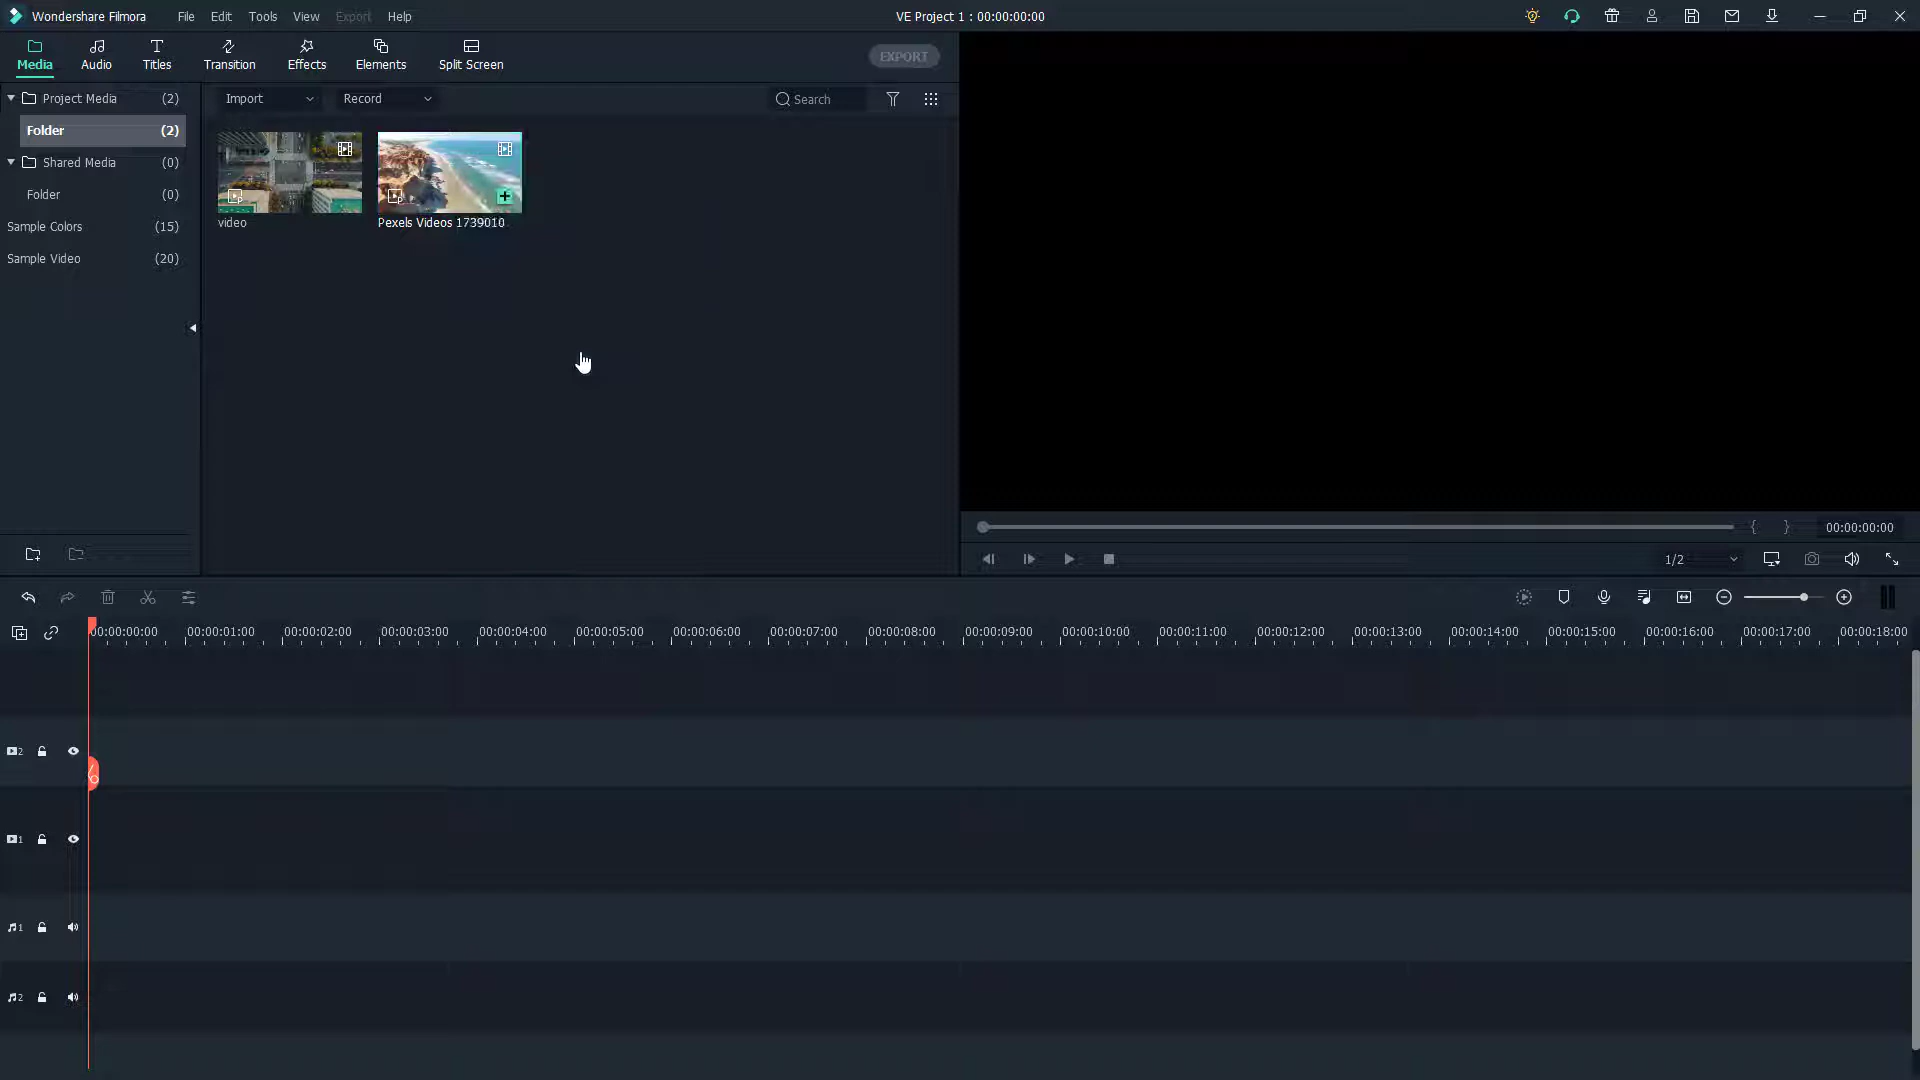 Wondershare Filmora File Edit Tools View Export Help VE Project 1 : 00:00:00:00
Media Audio Titles Transition Effects Elements Split Screen EXPORT
Project Media (2) Import Record Search
Folder (2)
Shared Media (0)
Folder (0)
Sample Colors (15)
Sample Video (20)
video Pexels Videos 1739010
{ } 00:00:00:00
1/2
00:00:00:00 00:00:01:00 00:00:02:00 00:00:03:00 00:00:04:00 00:00:05:00 00:00:06:00 00:00:07:00 00:00:08:00 00:00:09:00 00:00:10:00 00:00:11:00 00:00:12:00 00:00:13:00 00:00:14:00 00:00:15:00 00:00:16:00 00:00:17:00 00:00:18:00
2
1
1
2